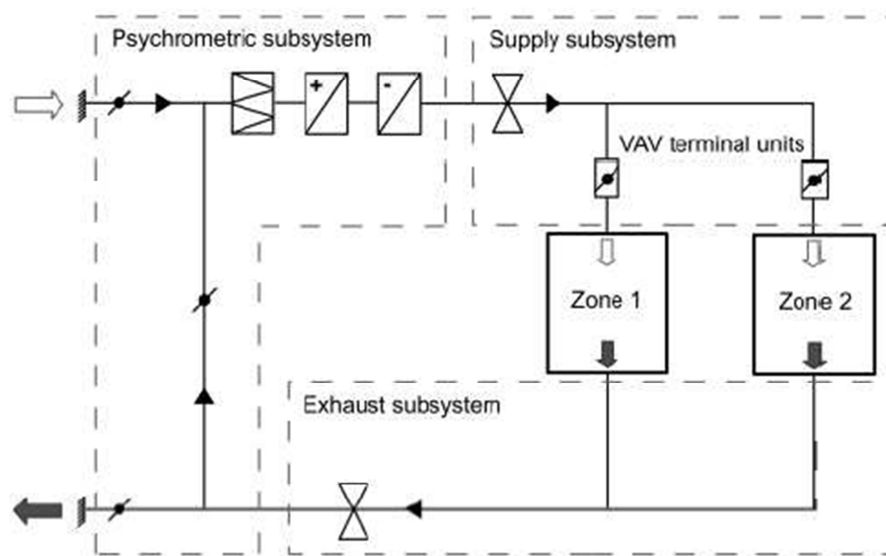 Psychrometric subsystem
Supply subsystem
+
-
VAV terminal units
Zone 1
Zone 2
Exhaust subsystem